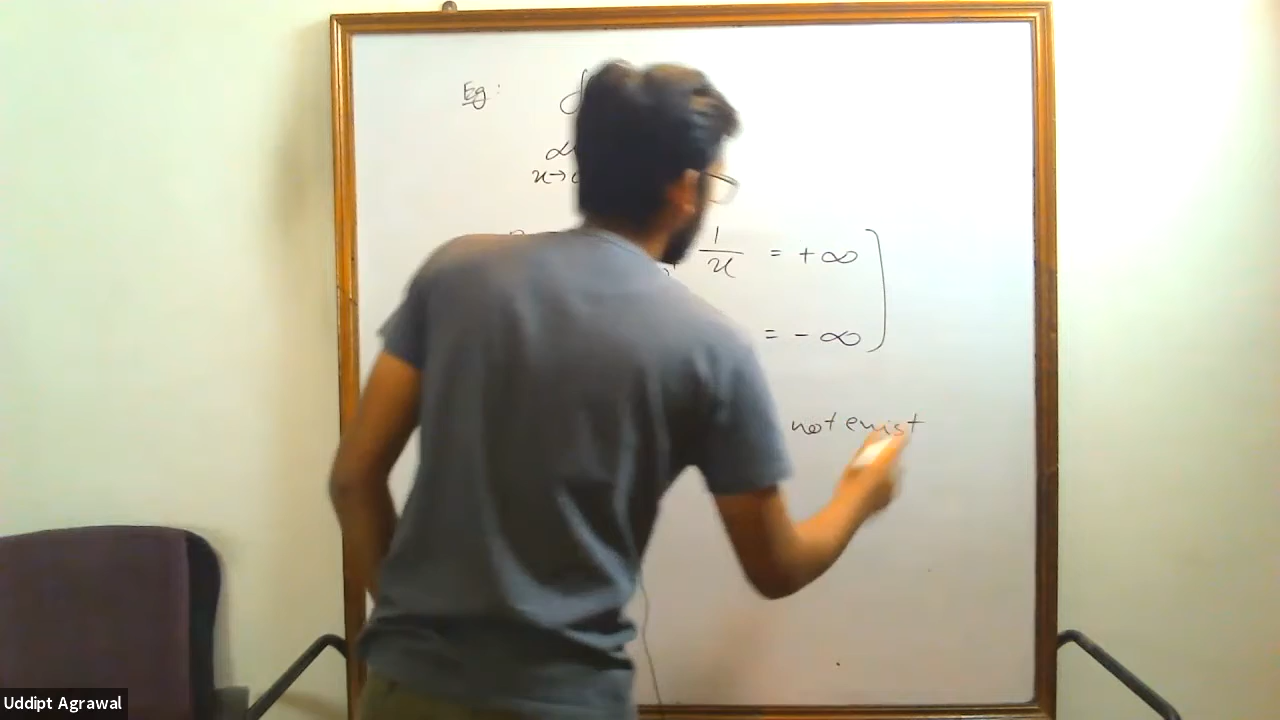 Eg:
x→
1/x = +∞
= -∞
not exist
Uddipt Agrawal